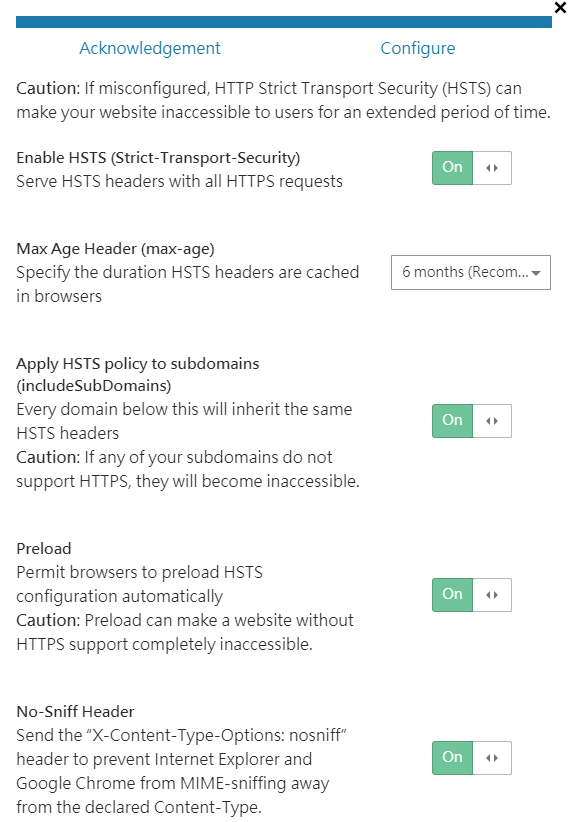 Acknowledgement Configure
Caution: If misconfigured, HTTP Strict Transport Security (HSTS) can
make your website inaccessible to users for an extended period of time.
Enable HSTS (Strict-Transport-Security)
Serve HSTS headers with all HTTPS requests
On
Max Age Header (max-age)
Specify the duration HSTS headers are cached
in browsers
6 months (Recom...
Apply HSTS policy to subdomains
(includeSubDomains)
Every domain below this will inherit the same
HSTS headers
Caution: If any of your subdomains do not
support HTTPS, they will become inaccessible.
On
Preload
Permit browsers to preload HSTS
configuration automatically
Caution: Preload can make a website without
HTTPS support completely inaccessible.
On
No-Sniff Header
Send the “X-Content-Type-Options: nosniff”
header to prevent Internet Explorer and
Google Chrome from MIME-sniffing away
from the declared Content-Type.
On